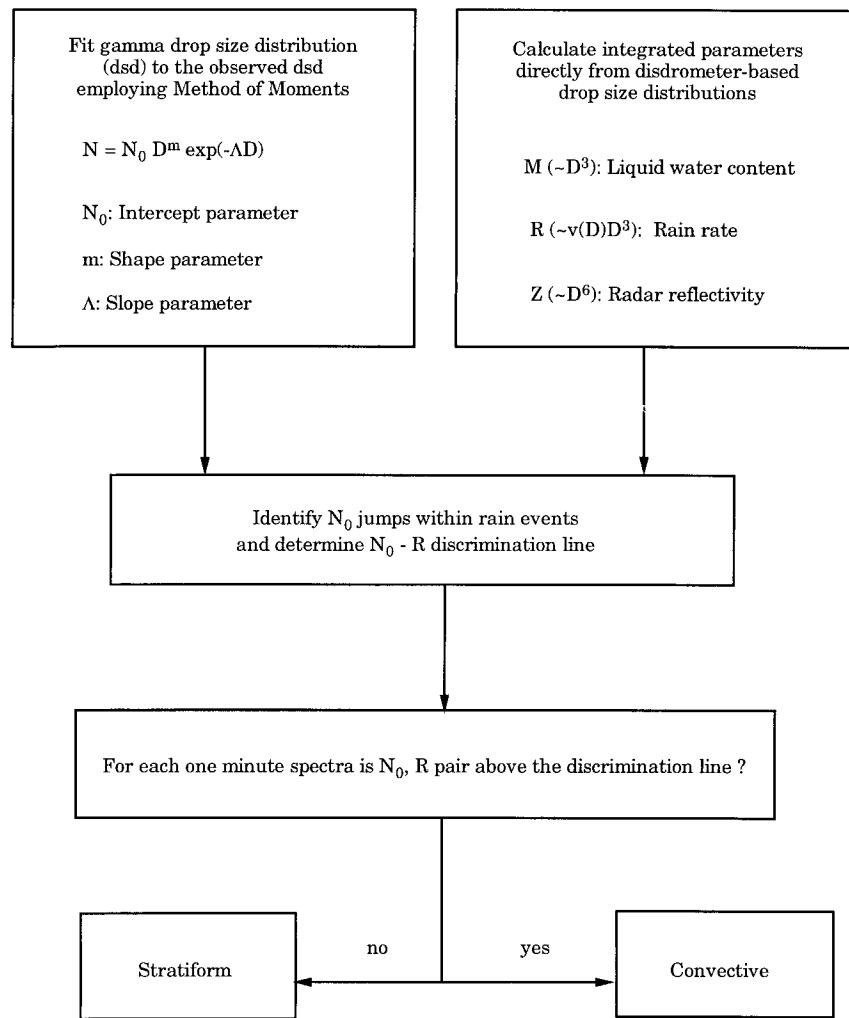 Fit gamma drop size distribution
(dsd) to the observed dsd
employing Method of Moments
N = N₀ Dᵐ exp(-ΛD)
N₀: Intercept parameter
m: Shape parameter
Λ: Slope parameter
Calculate integrated parameters
directly from disdrometer-based
drop size distributions
M (~D³): Liquid water content
R (~v(D)D³): Rain rate
Z (~D⁶): Radar reflectivity
Identify N₀ jumps within rain events
and determine N₀ - R discrimination line
For each one minute spectra is N₀, R pair above the discrimination line ?
no
yes
Stratiform
Convective